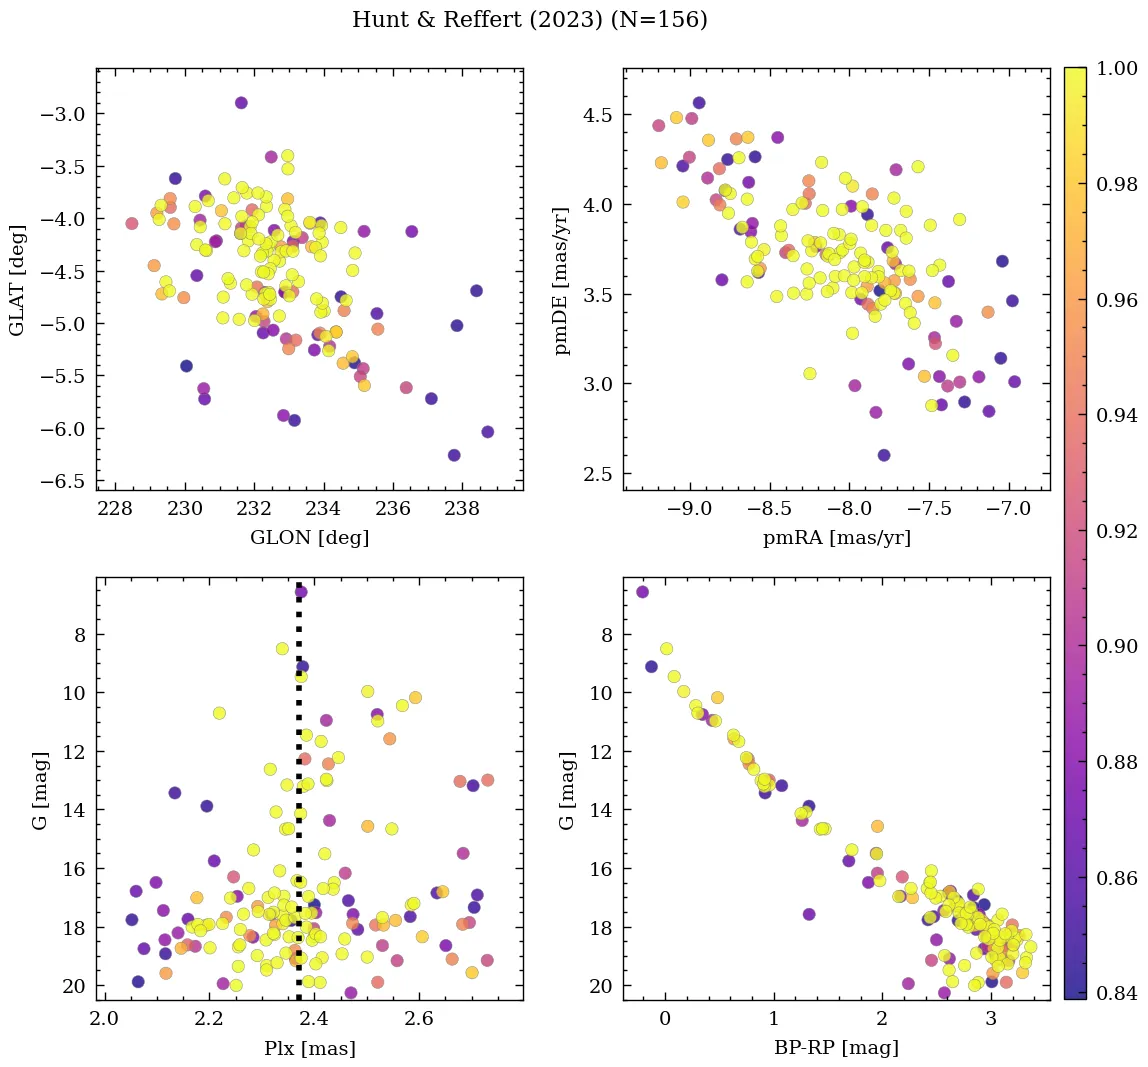 Hunt & Reffert (2023) (N=156)
−3.0
−3.5
−4.0
−4.5
−5.0
−5.5
−6.0
−6.5
GLAT [deg]
228 230 232 234 236 238
GLON [deg]
4.5
4.0
3.5
3.0
2.5
pmDE [mas/yr]
−9.0 −8.5 −8.0 −7.5 −7.0
pmRA [mas/yr]
8
10
12
14
16
18
20
G [mag]
2.0 2.2 2.4 2.6
Plx [mas]
8
10
12
14
16
18
20
G [mag]
0 1 2 3
BP-RP [mag]
1.00
0.98
0.96
0.94
0.92
0.90
0.88
0.86
0.84